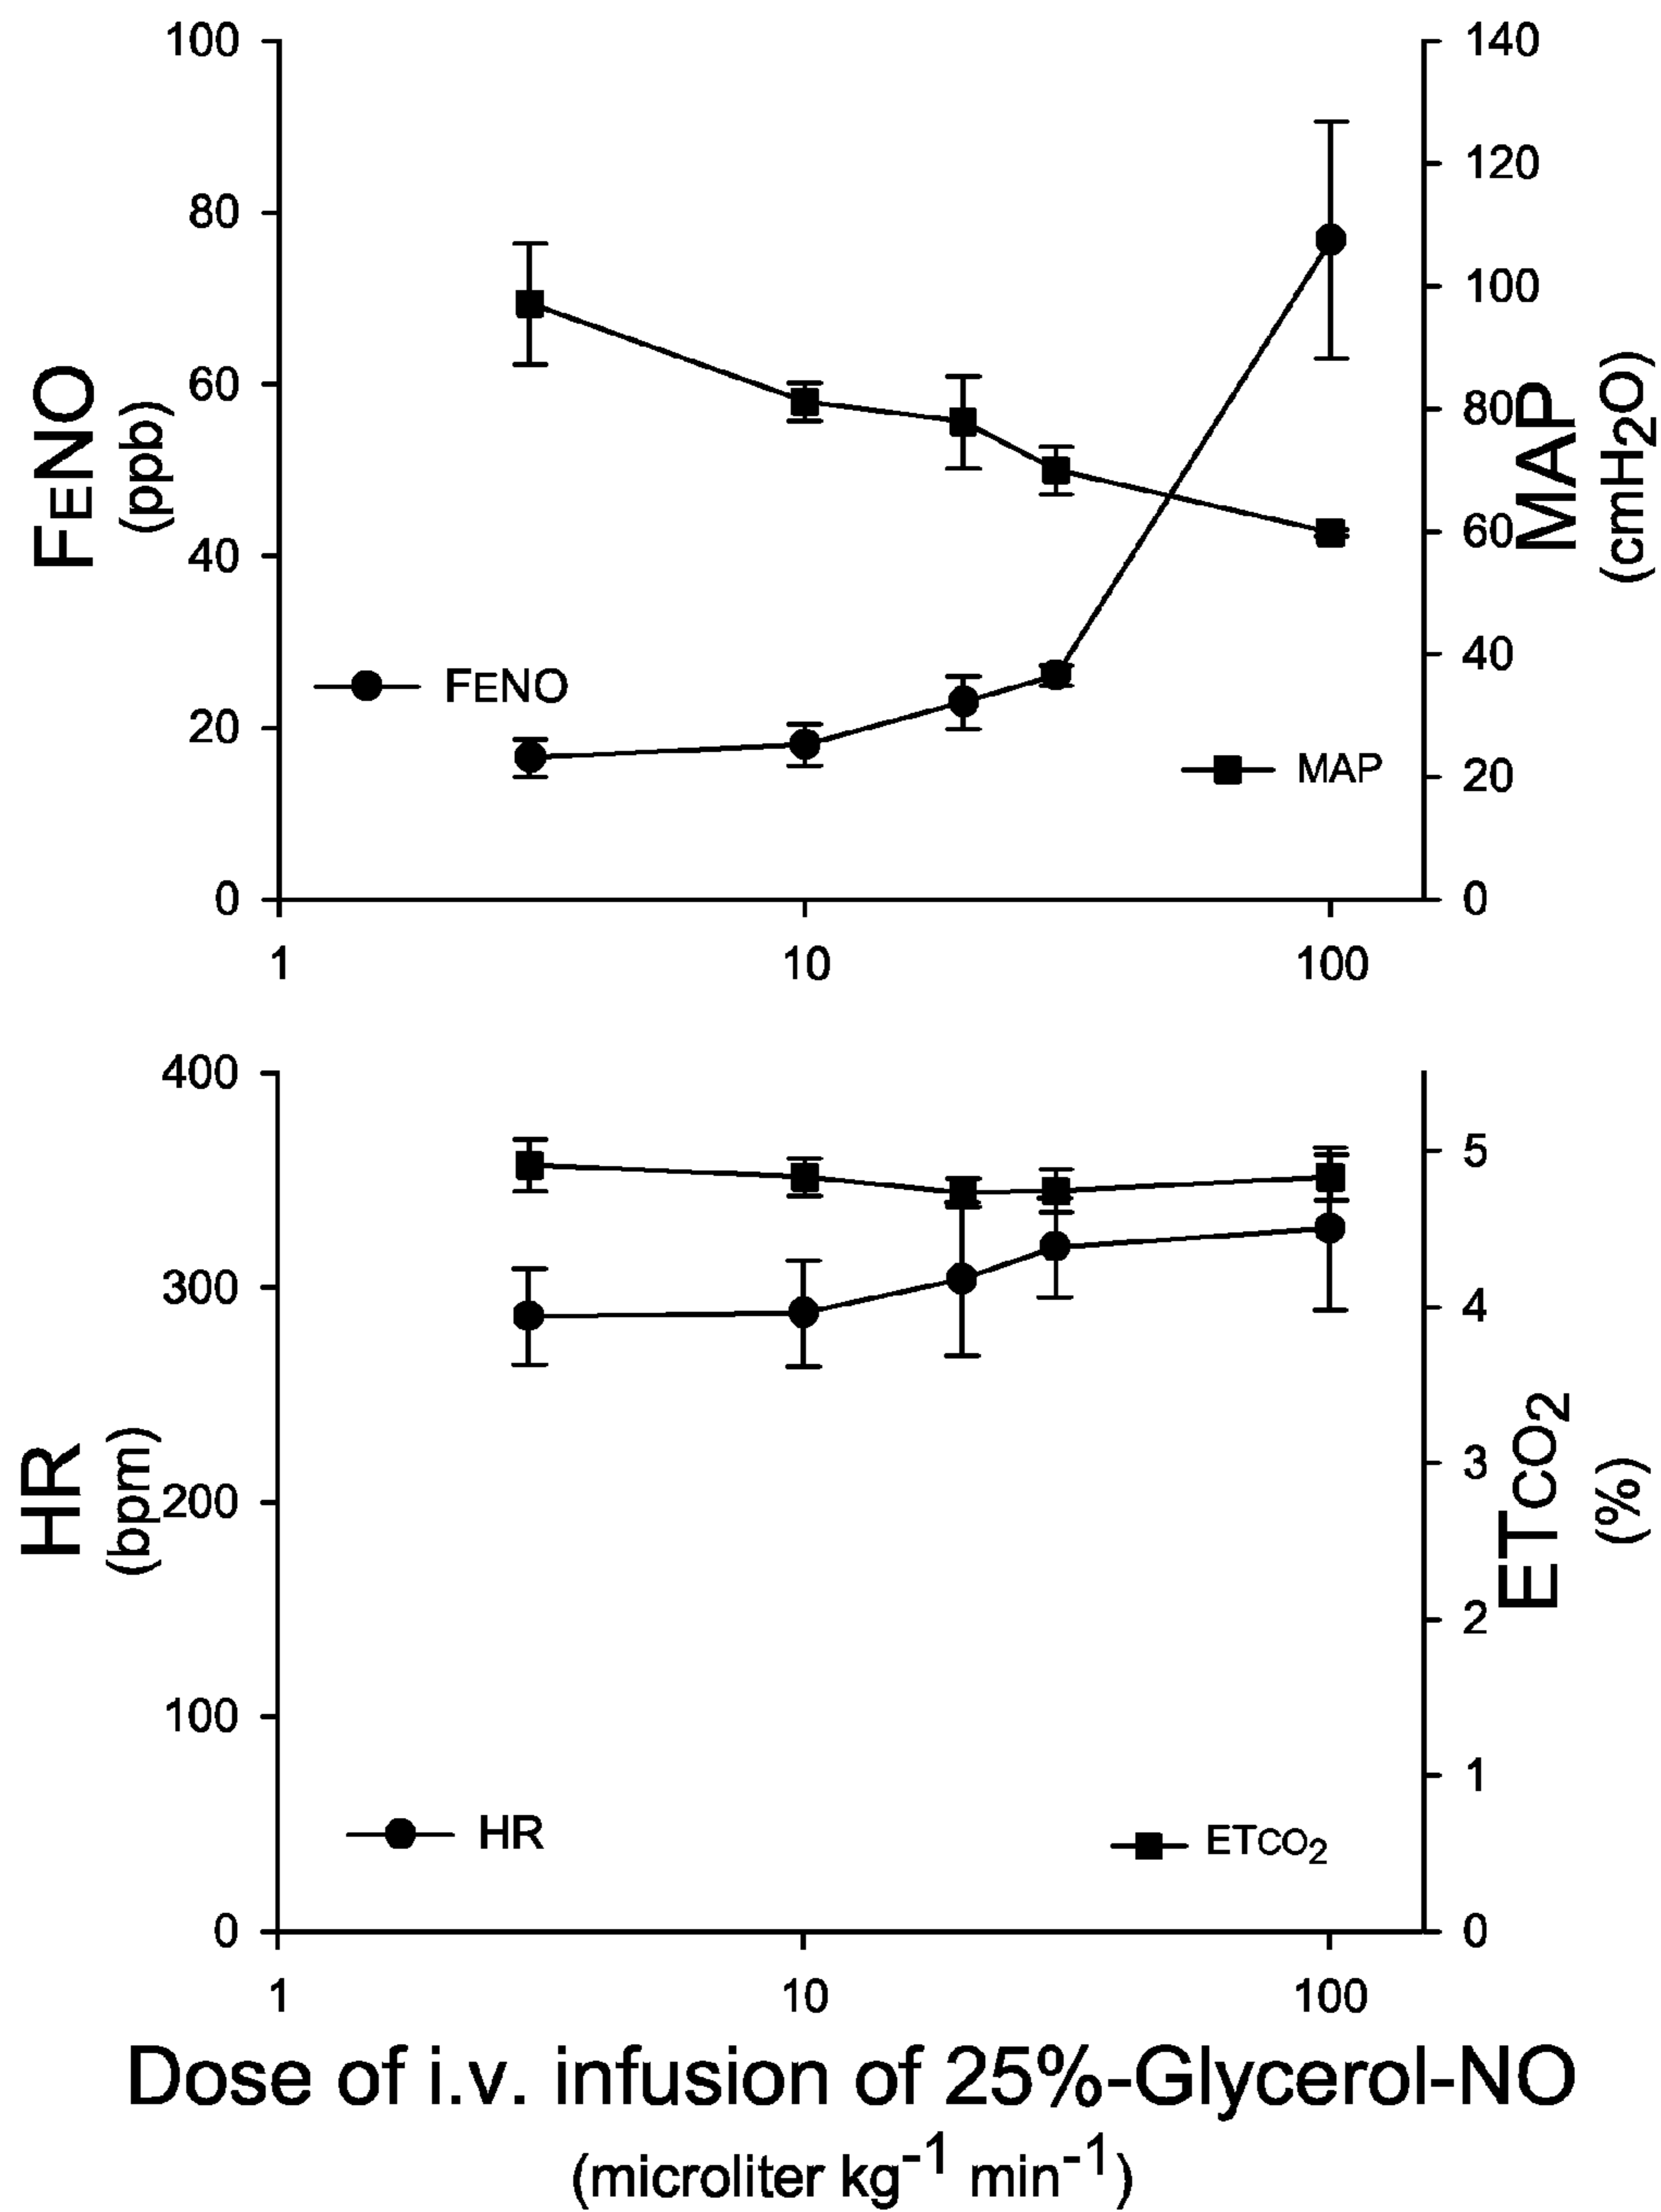 100
80
60
40
20
0
FENO
(ppb)
140
120
100
80
60
40
20
0
MAP
(cmH2O)
FENO
MAP
1
10
100
400
300
200
100
0
HR
(bpm)
5
4
3
2
1
0
ETCO2
(%)
HR
ETCO2
1
10
100
Dose of i.v. infusion of 25%-Glycerol-NO
(microliter kg-1 min-1)